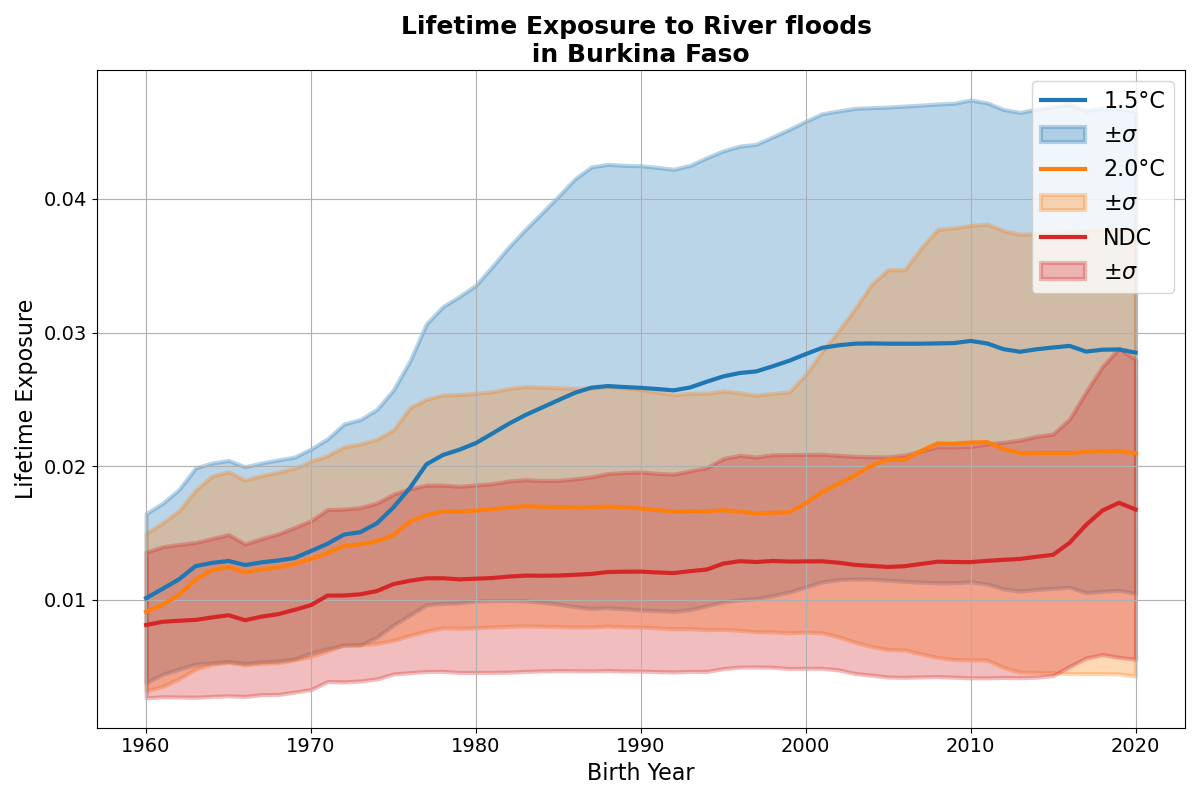 Lifetime Exposure to River floods
in Burkina Faso
1.5°C
±σ
2.0°C
±σ
NDC
±σ
0.04
0.03
0.02
0.01
Lifetime Exposure
1960
1970
1980
1990
2000
2010
2020
Birth Year